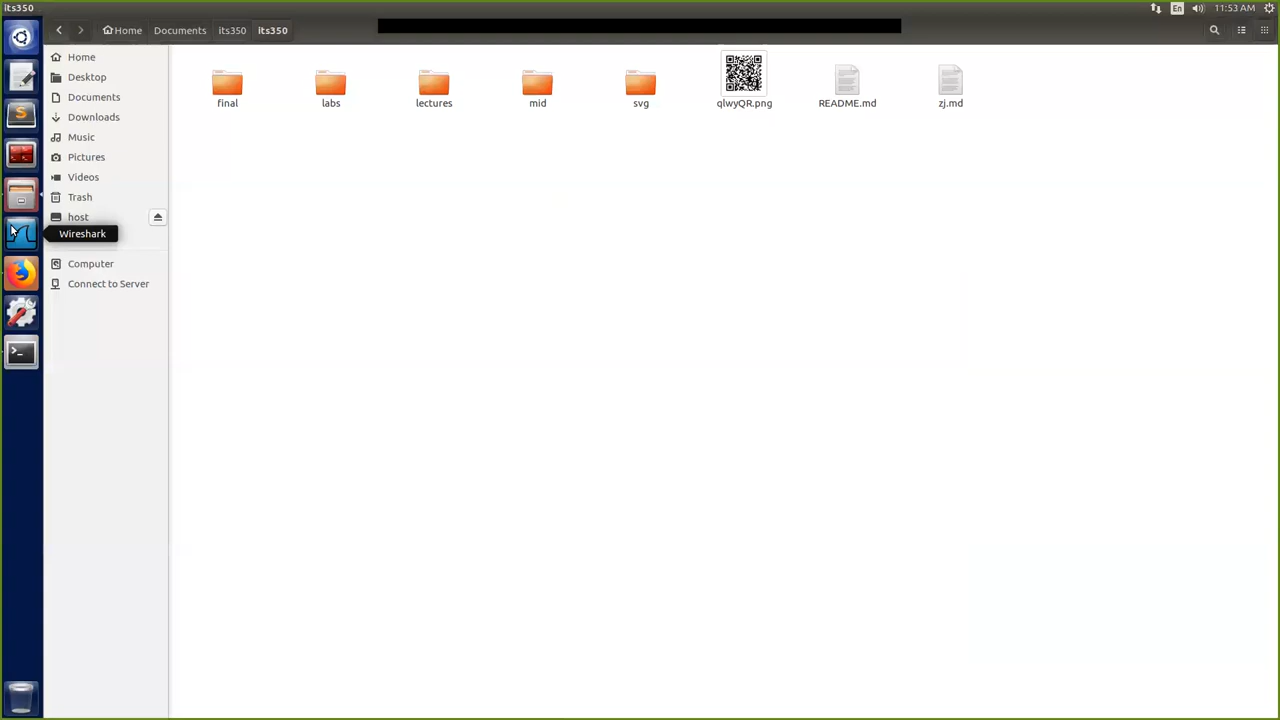 its350
En
11:53 AM
Home
Documents
its350
its350
Home
Desktop
Documents
Downloads
Music
Pictures
Videos
Trash
host
Wireshark
Computer
Connect to Server
final
labs
lectures
mid
svg
qlwyQR.png
README.md
zj.md